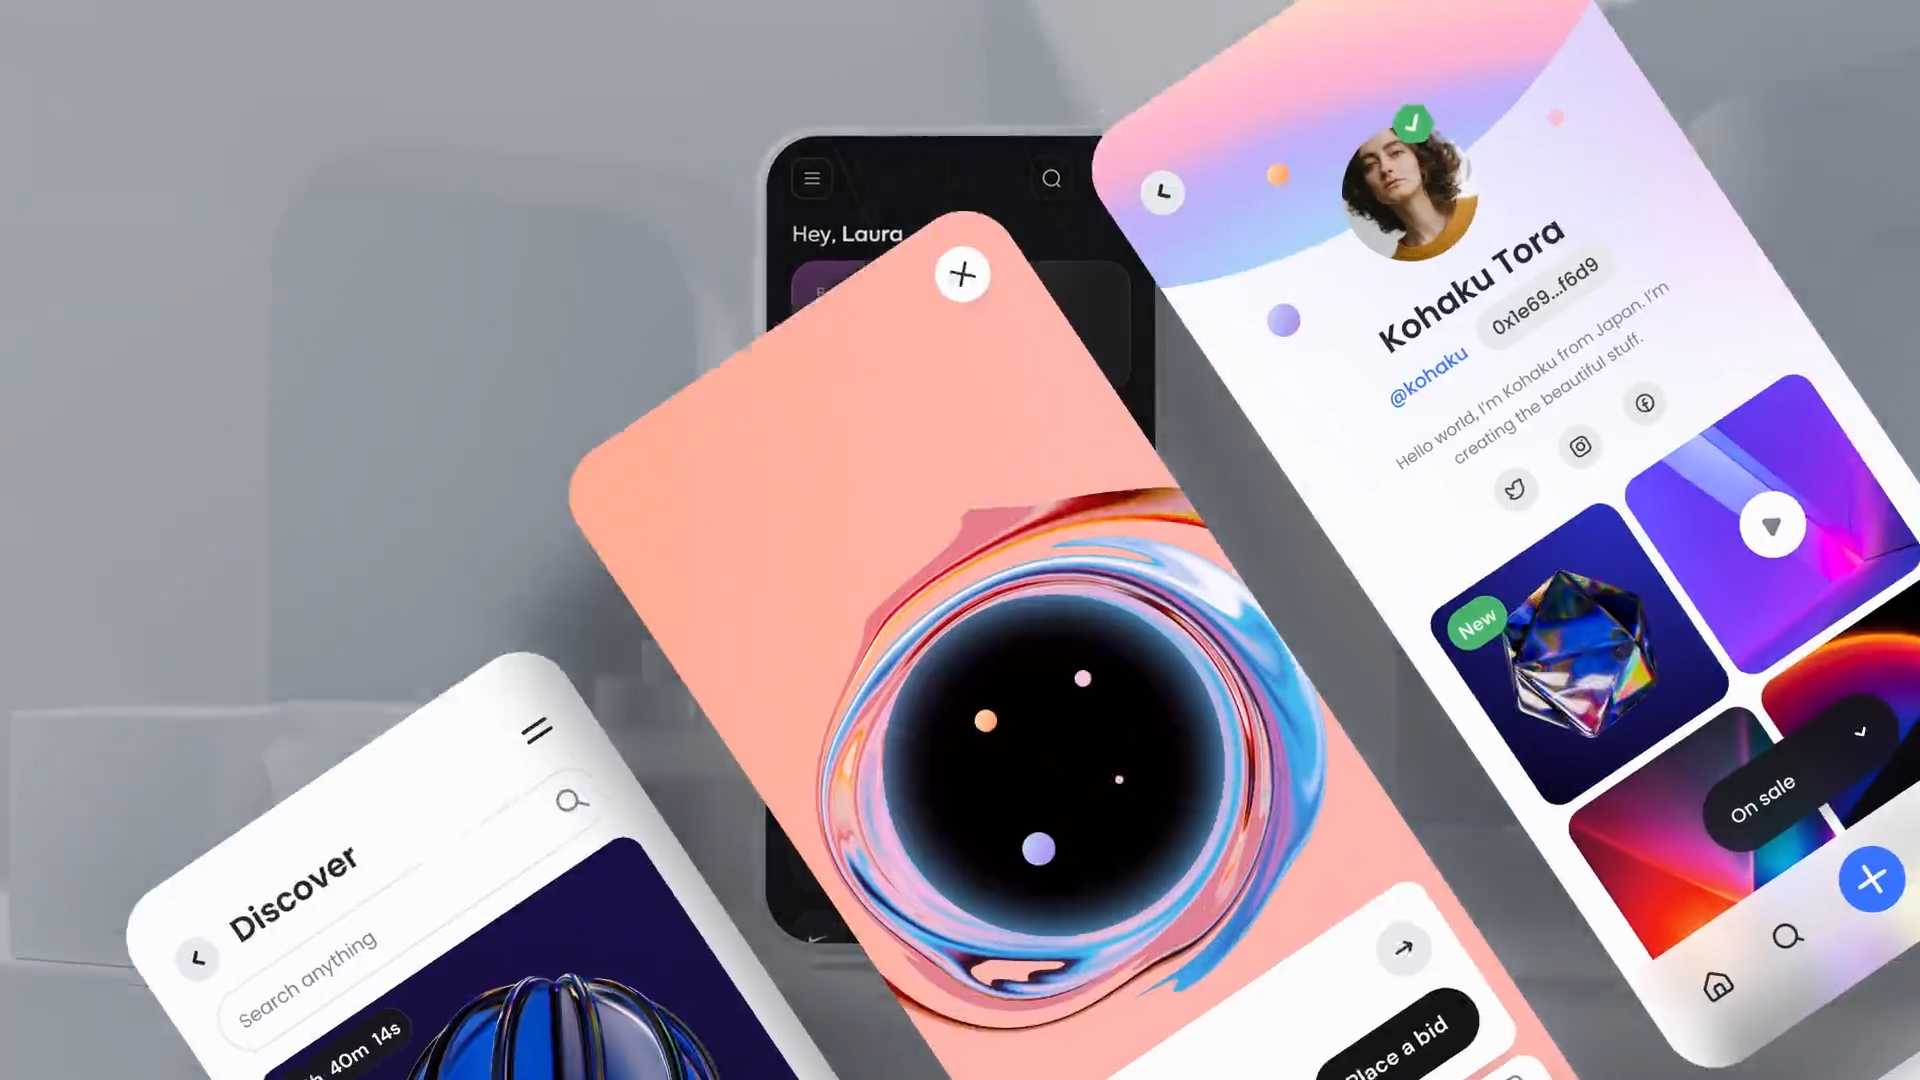 Hey, Laura
Kohaku Tora
@kohaku
0x1e69...f6d9
Hello world, I'm Kohaku from Japan. I'm
creating the beautiful stuff.
New
On sale
Discover
Search anything
40m 14s
Place a bid